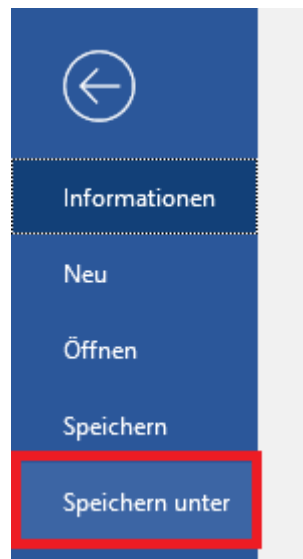 Informationen
Neu
Öffnen
Speichern
Speichern unter